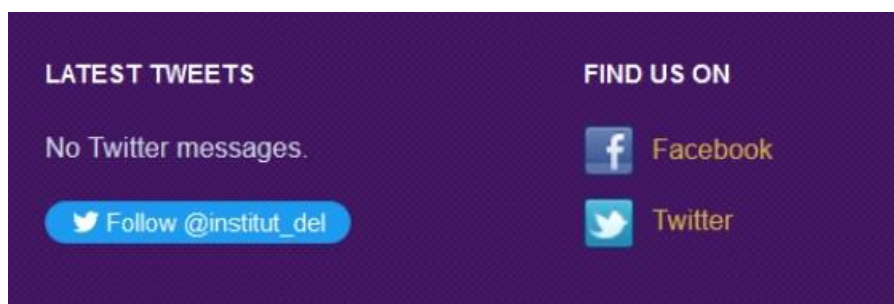 LATEST TWEETS
No Twitter messages.
Follow @institut_del
FIND US ON
Facebook
Twitter